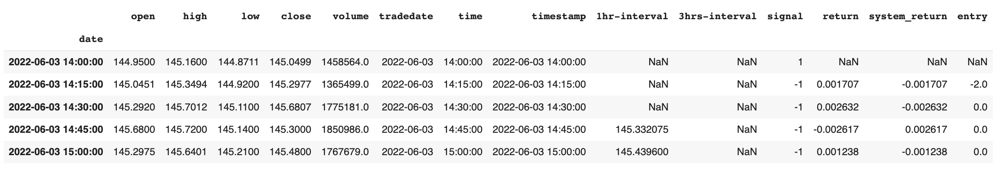 open high low close volume tradedate time timestamp 1hr-interval 3hrs-interval signal return system_return entry
date
2022-06-03 14:00:00 144.9500 145.1600 144.8711 145.0499 1458564.0 2022-06-03 14:00:00 2022-06-03 14:00:00 NaN NaN 1 NaN NaN NaN
2022-06-03 14:15:00 145.0451 145.3494 144.9200 145.2977 1365499.0 2022-06-03 14:15:00 2022-06-03 14:15:00 NaN NaN -1 0.001707 -0.001707 -2.0
2022-06-03 14:30:00 145.2920 145.7012 145.1100 145.6807 1775181.0 2022-06-03 14:30:00 2022-06-03 14:30:00 NaN NaN -1 0.002632 -0.002632 0.0
2022-06-03 14:45:00 145.6800 145.7200 145.1400 145.3000 1850986.0 2022-06-03 14:45:00 2022-06-03 14:45:00 145.332075 NaN -1 -0.002617 0.002617 0.0
2022-06-03 15:00:00 145.2975 145.6401 145.2100 145.4800 1767679.0 2022-06-03 15:00:00 2022-06-03 15:00:00 145.439600 NaN -1 0.001238 -0.001238 0.0